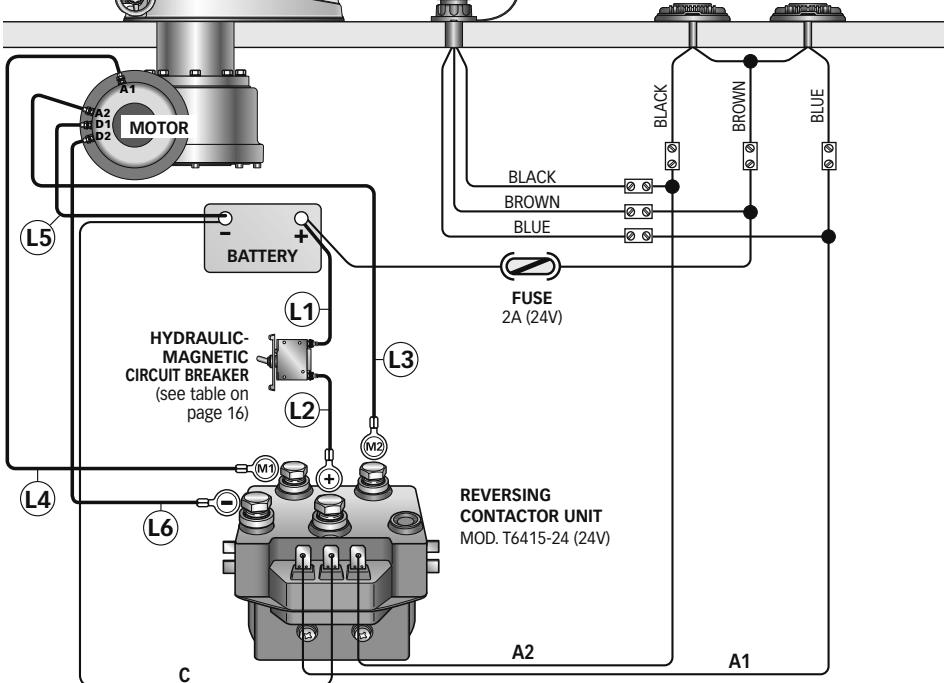 A1
A2
D1
D2
MOTOR
BLACK
BROWN
BLUE
BLACK
BROWN
BLUE
L5
-
+
BATTERY
FUSE
2A (24V)
L1
HYDRAULIC-
MAGNETIC
CIRCUIT BREAKER
(see table on
page 16)
L3
L2
M2
M1
+
-
L4
L6
REVERSING
CONTACTOR UNIT
MOD. T6415-24 (24V)
A2
A1
C